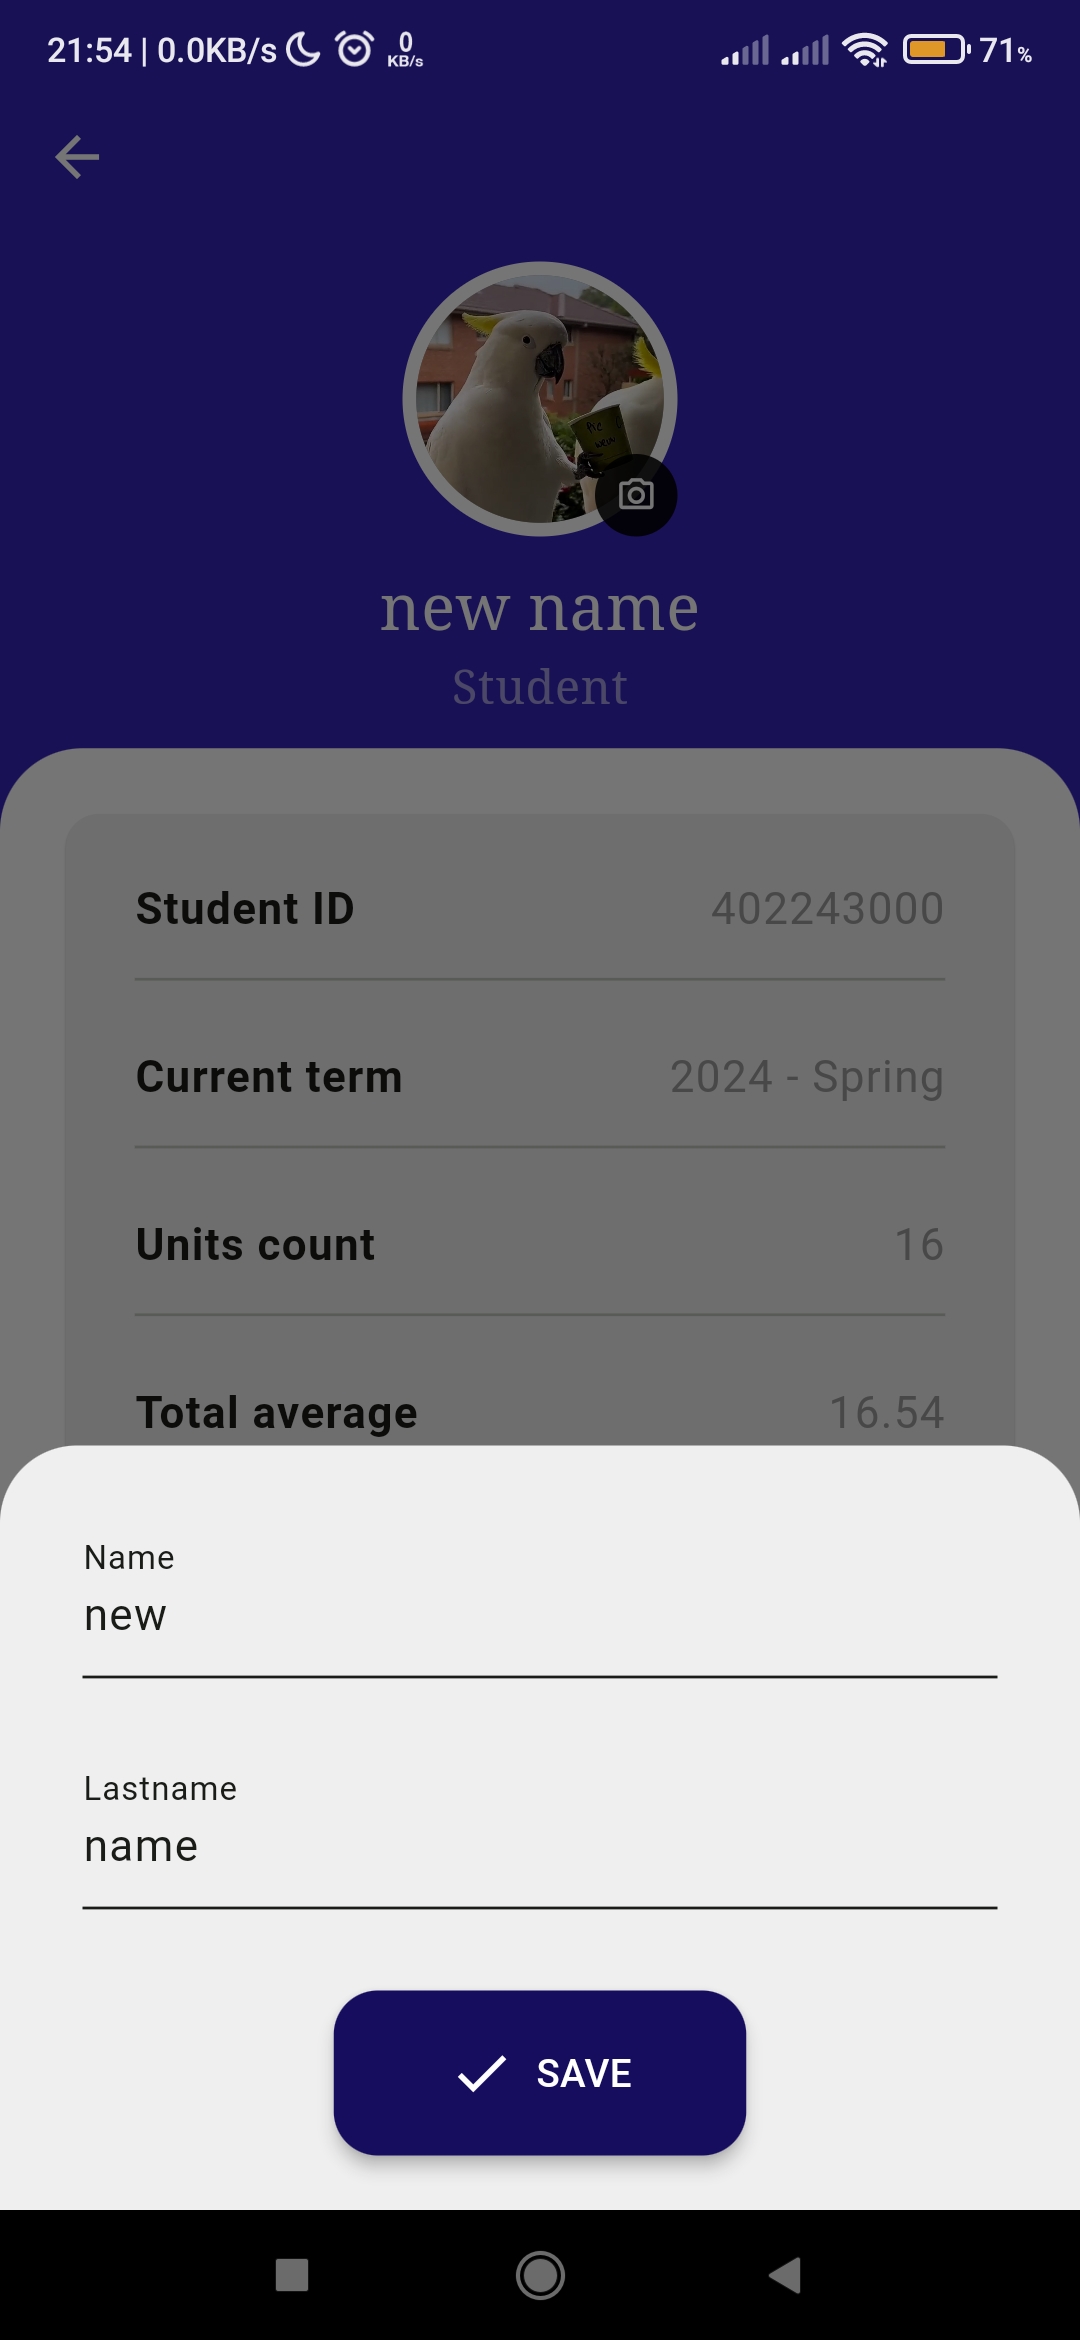 21:54 | 0.0KB/s 0 KB/s 71%
new name
Student
Student ID 402243000
Current term 2024 - Spring
Units count 16
Total average 16.54
Name
new
Lastname
name
SAVE